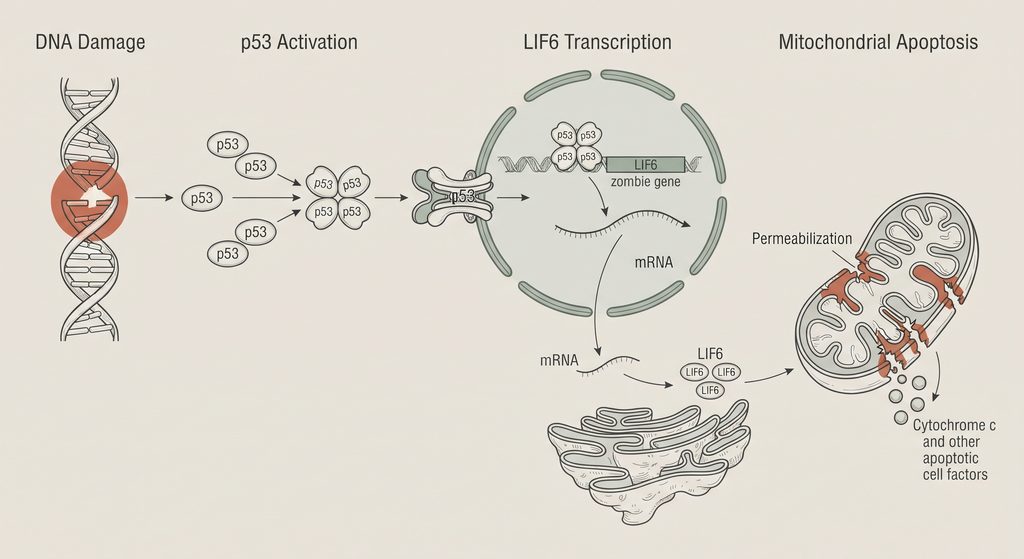 DNA Damage
p53 Activation
LIF6 Transcription
Mitochondrial Apoptosis
p53
p53
p53
p53
p53
p53
p53
p53
p53
p53
p53
p53
p53
p53
LIF6
zombie gene
mRNA
Permeabilization
mRNA
LIF6
LIF6
LIF6
LIF6
Cytochrome c
and other
apoptotic
cell factors